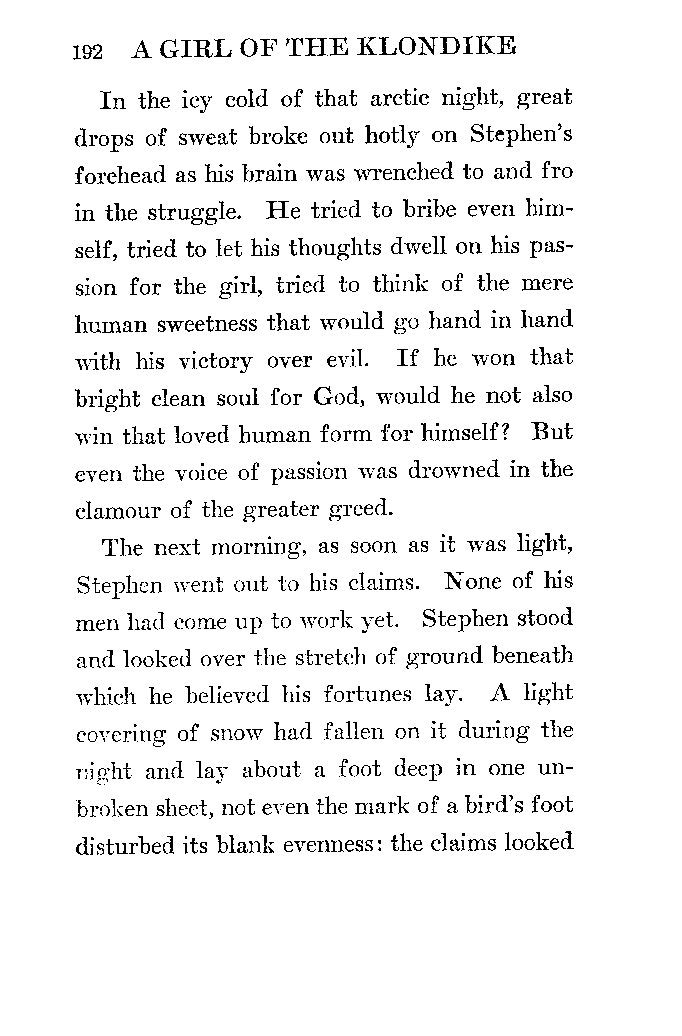 192 A GIRL OF THE KLONDIKE
In the icy cold of that arctic night, great
drops of sweat broke out hotly on Stephen's
forehead as his brain was wrenched to and fro
in the struggle. He tried to bribe even him-
self, tried to let his thoughts dwell on his pas-
sion for the girl, tried to think of the mere
human sweetness that would go hand in hand
with his victory over evil. If he won that
bright clean soul for God, would he not also
win that loved human form for himself? But
even the voice of passion was drowned in the
clamour of the greater greed.
The next morning, as soon as it was light,
Stephen went out to his claims. None of his
men had come up to work yet. Stephen stood
and looked over the stretch of ground beneath
which he believed his fortunes lay. A light
covering of snow had fallen on it during the
night and lay about a foot deep in one un-
broken sheet, not even the mark of a bird's foot
disturbed its blank evenness: the claims looked